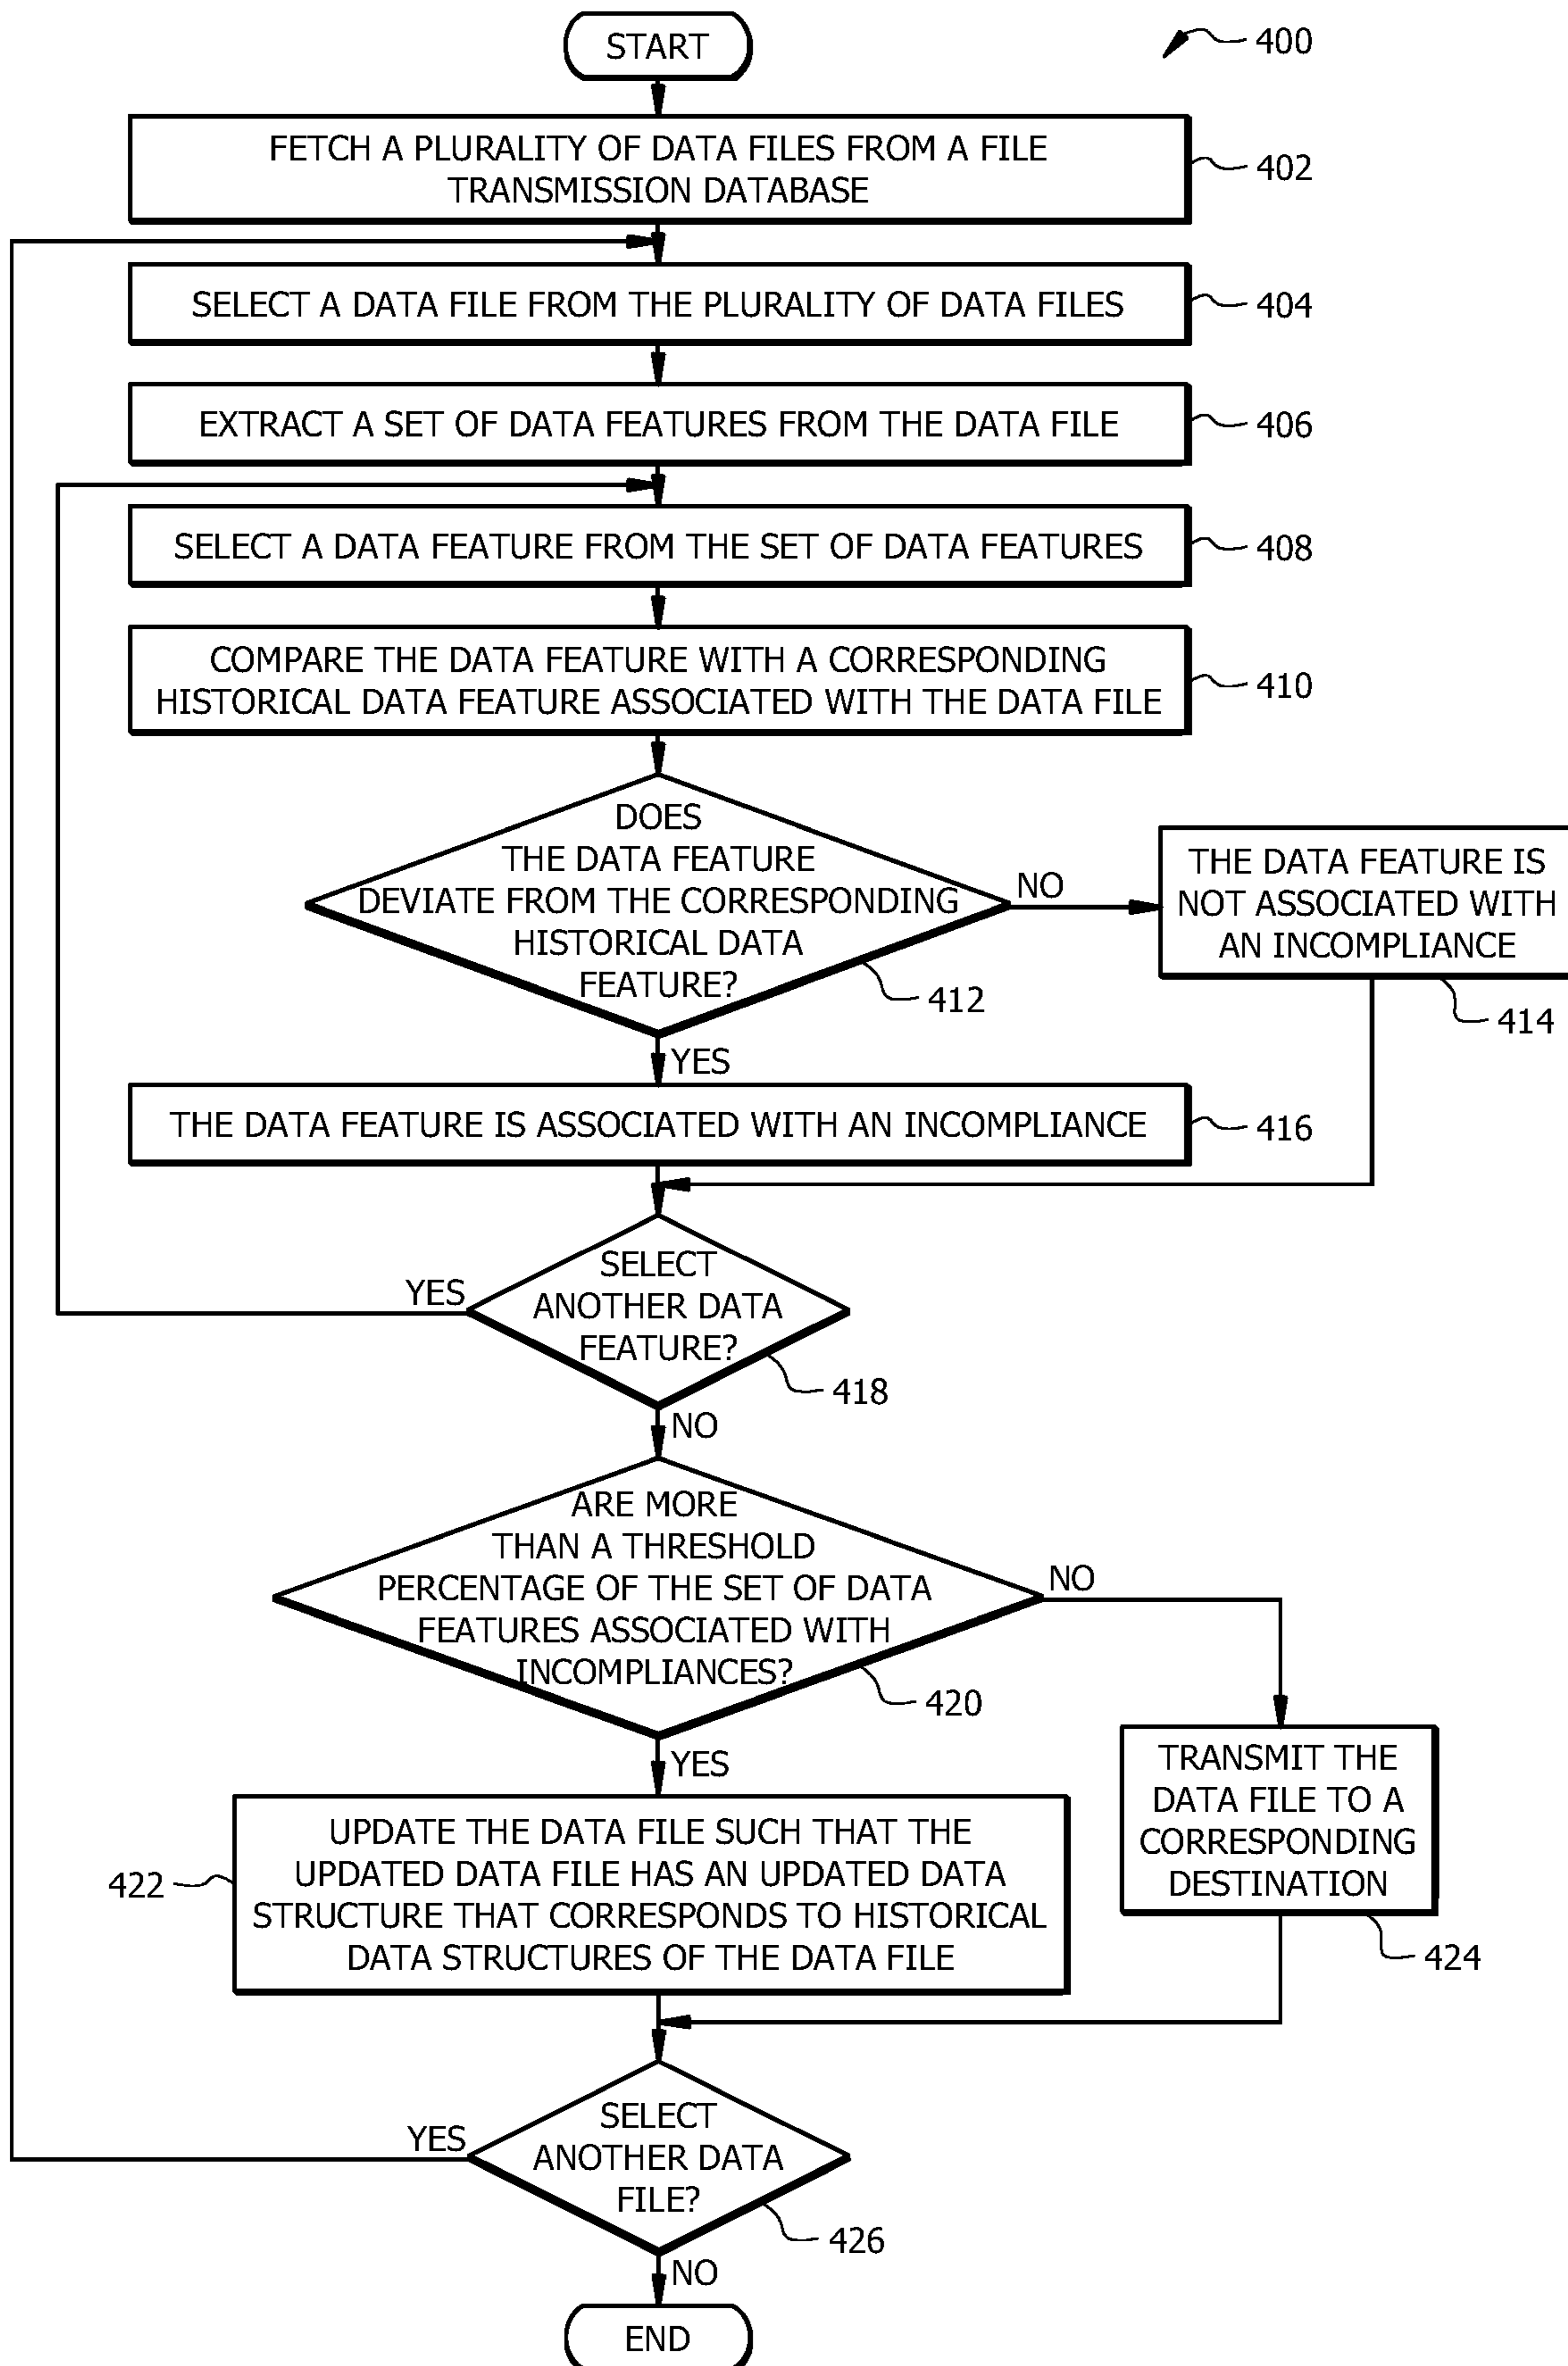 START
400
FETCH A PLURALITY OF DATA FILES FROM A FILE
TRANSMISSION DATABASE
402
SELECT A DATA FILE FROM THE PLURALITY OF DATA FILES
404
EXTRACT A SET OF DATA FEATURES FROM THE DATA FILE
406
SELECT A DATA FEATURE FROM THE SET OF DATA FEATURES
408
COMPARE THE DATA FEATURE WITH A CORRESPONDING
HISTORICAL DATA FEATURE ASSOCIATED WITH THE DATA FILE
410
DOES
THE DATA FEATURE
DEVIATE FROM THE CORRESPONDING
HISTORICAL DATA
FEATURE?
412
NO
THE DATA FEATURE IS
NOT ASSOCIATED WITH
AN INCOMPLIANCE
414
YES
THE DATA FEATURE IS ASSOCIATED WITH AN INCOMPLIANCE
416
SELECT
ANOTHER DATA
FEATURE?
418
YES
NO
ARE MORE
THAN A THRESHOLD
PERCENTAGE OF THE SET OF DATA
FEATURES ASSOCIATED WITH
INCOMPLIANCES?
420
NO
YES
TRANSMIT THE
DATA FILE TO A
CORRESPONDING
DESTINATION
424
UPDATE THE DATA FILE SUCH THAT THE
UPDATED DATA FILE HAS AN UPDATED DATA
STRUCTURE THAT CORRESPONDS TO HISTORICAL
DATA STRUCTURES OF THE DATA FILE
422
SELECT
ANOTHER DATA
FILE?
426
YES
NO
END